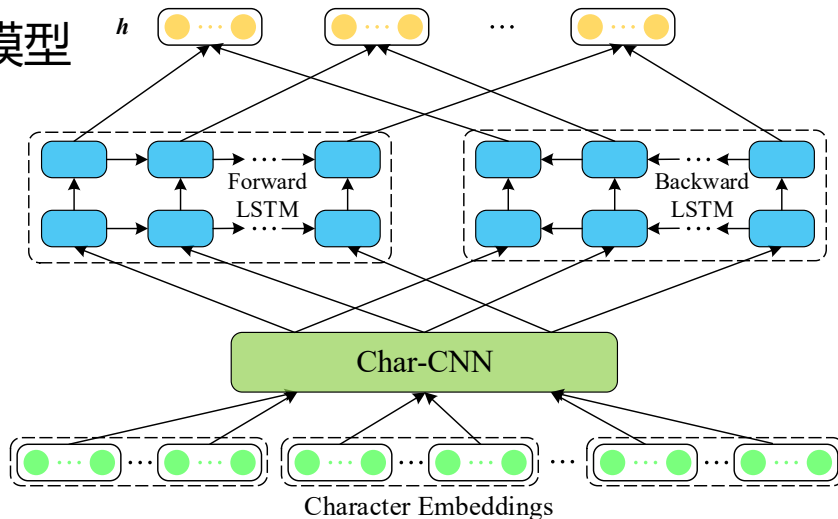 模型
h
...
Forward
LSTM
Backward
LSTM
Char-CNN
Character Embeddings